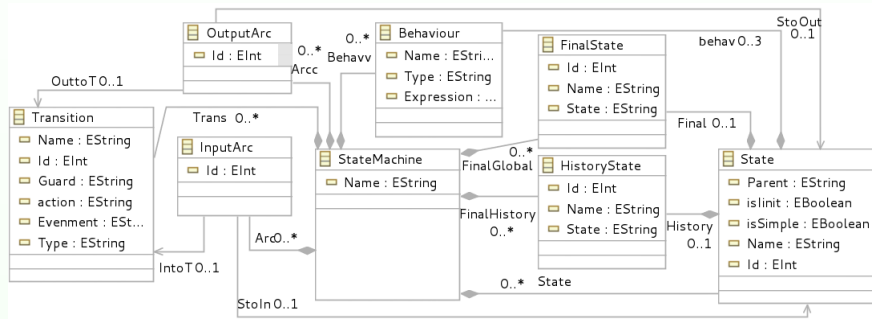 OutputArc
Id : EInt
0..*
Arcc
Behavv
0..*
Behaviour
Name : EStri...
Type : EString
Expression : ...
FinalState
Id : EInt
Name : EString
State : EString
behav 0..3
StoOut
0..1
OuttoT 0..1
Transition
Name : EString
Id : EInt
Guard : EString
action : EString
Evenment : ESt...
Type : EString
Trans 0..*
InputArc
Id : EInt
StateMachine
Name : EString
0..*
FinalGlobal
Final 0..1
HistoryState
Id : EInt
Name : EString
State : EString
FinalHistory
0..*
History
0..1
State
Parent : EString
isIinit : EBoolean
isSimple : EBoolean
Name : EString
Id : EInt
Arc 0..*
IntoT 0..1
StoIn 0..1
0..* State